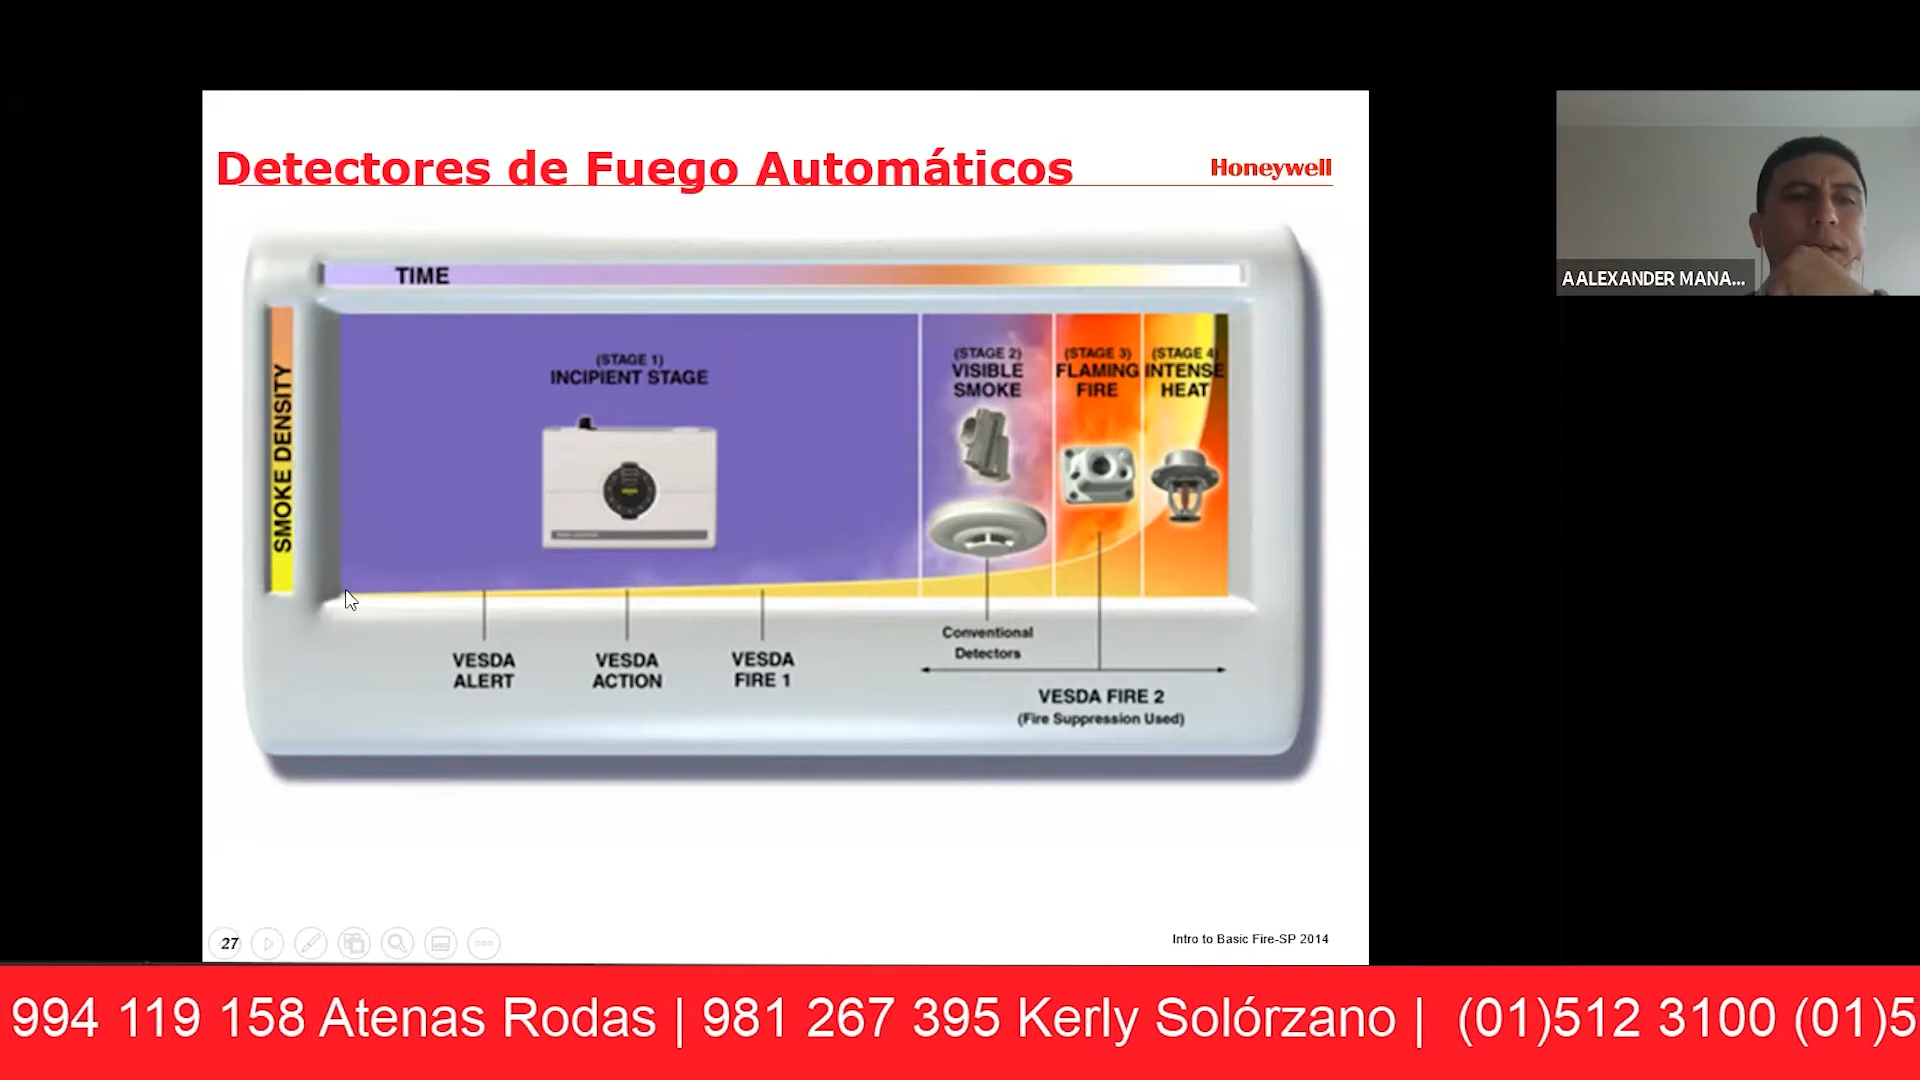 Detectores de Fuego Automáticos
Honeywell
TIME
SMOKE DENSITY
(STAGE 1)
INCIPIENT STAGE
(STAGE 2)
VISIBLE
SMOKE
(STAGE 3)
FLAMING
FIRE
(STAGE 4)
INTENSE
HEAT
VESDA
ALERT
VESDA
ACTION
VESDA
FIRE 1
Conventional
Detectors
VESDA FIRE 2
(Fire Suppression Used)
27
Intro to Basic Fire-SP 2014
AALEXANDER MANA...
994 119 158 Atenas Rodas | 981 267 395 Kerly Solórzano | (01)512 3100 (01)5